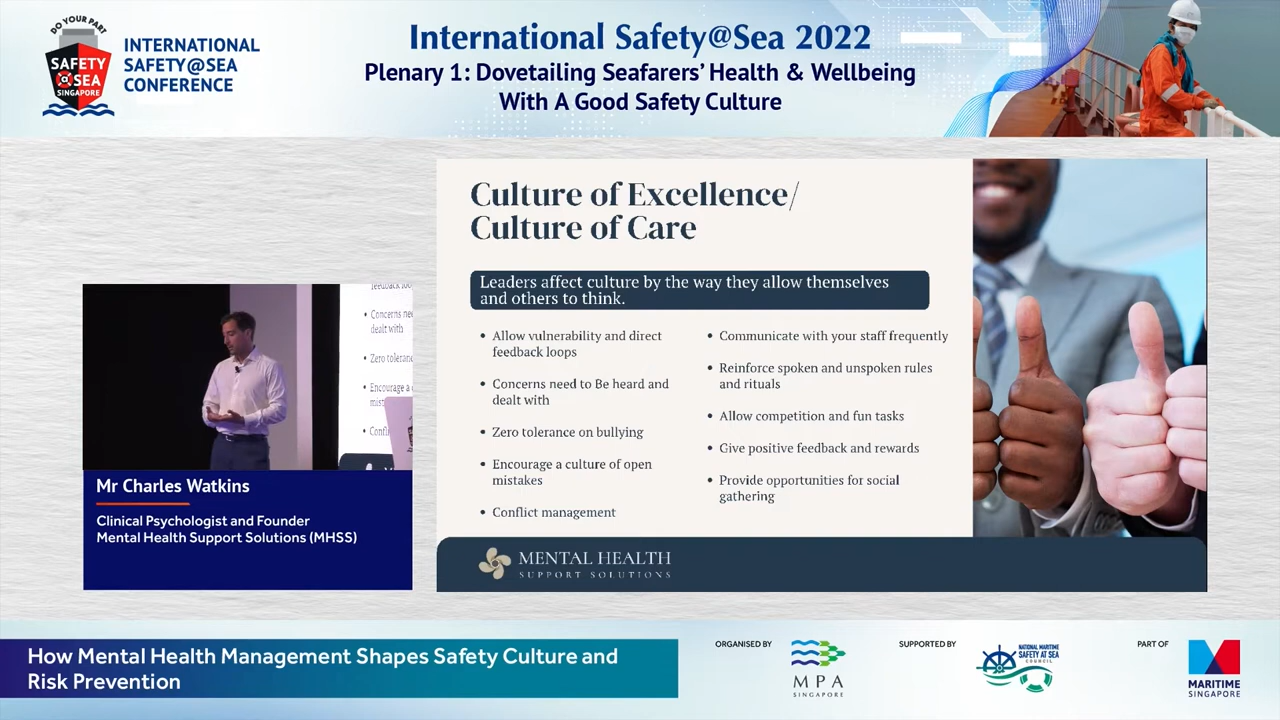 DO YOUR PART
SAFETY
@SEA
SINGAPORE
INTERNATIONAL
SAFETY@SEA
CONFERENCE
International Safety@Sea 2022
Plenary 1: Dovetailing Seafarers' Health & Wellbeing
With A Good Safety Culture
Culture of Excellence/
Culture of Care
Leaders affect culture by the way they allow themselves
and others to think.
• Allow vulnerability and direct
feedback loops
• Concerns need to Be heard and
dealt with
• Zero tolerance on bullying
• Encourage a culture of open
mistakes
• Conflict management
• Communicate with your staff frequently
• Reinforce spoken and unspoken rules
and rituals
• Allow competition and fun tasks
• Give positive feedback and rewards
• Provide opportunities for social
gathering
MENTAL HEALTH
SUPPORT SOLUTIONS
• Concerns
dealt with
• Zero
Mr Charles Watkins
Clinical Psychologist and Founder
Mental Health Support Solutions (MHSS)
How Mental Health Management Shapes Safety Culture and
Risk Prevention
ORGANISED BY
MPA
SINGAPORE
SUPPORTED BY
NATIONAL MARITIME
SAFETY AT SEA
COUNCIL
PART OF
MARITIME
SINGAPORE